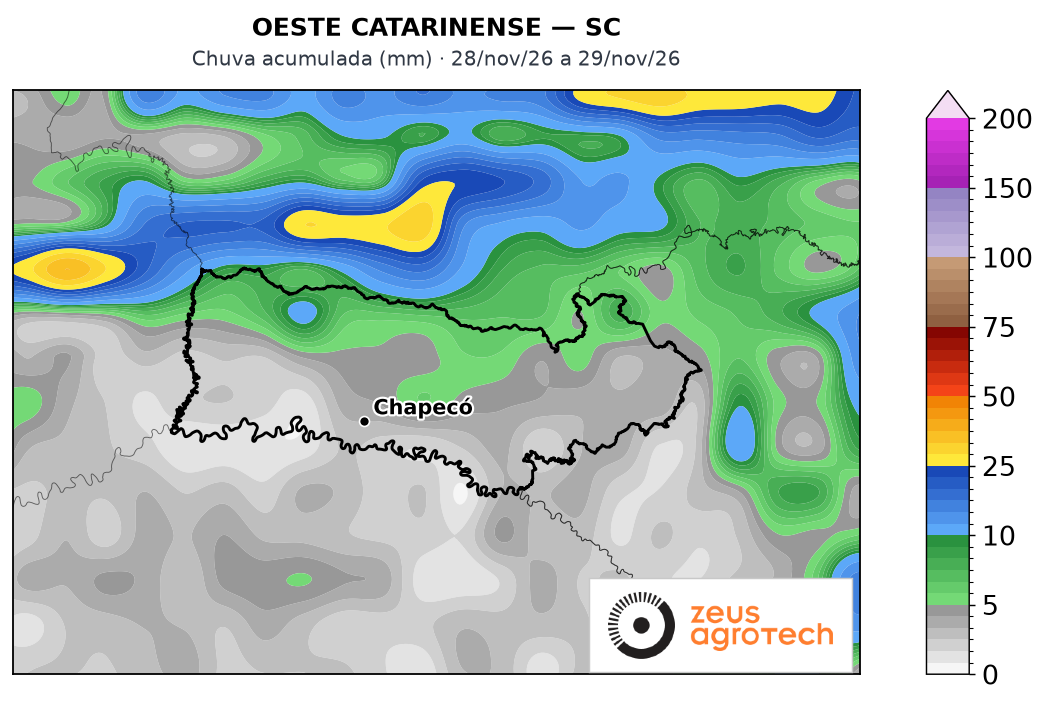 OESTE CATARINENSE — SC
Chuva acumulada (mm) · 28/nov/26 a 29/nov/26
Chapecó
200
150
100
75
50
25
10
5
0
zeus
agrotech